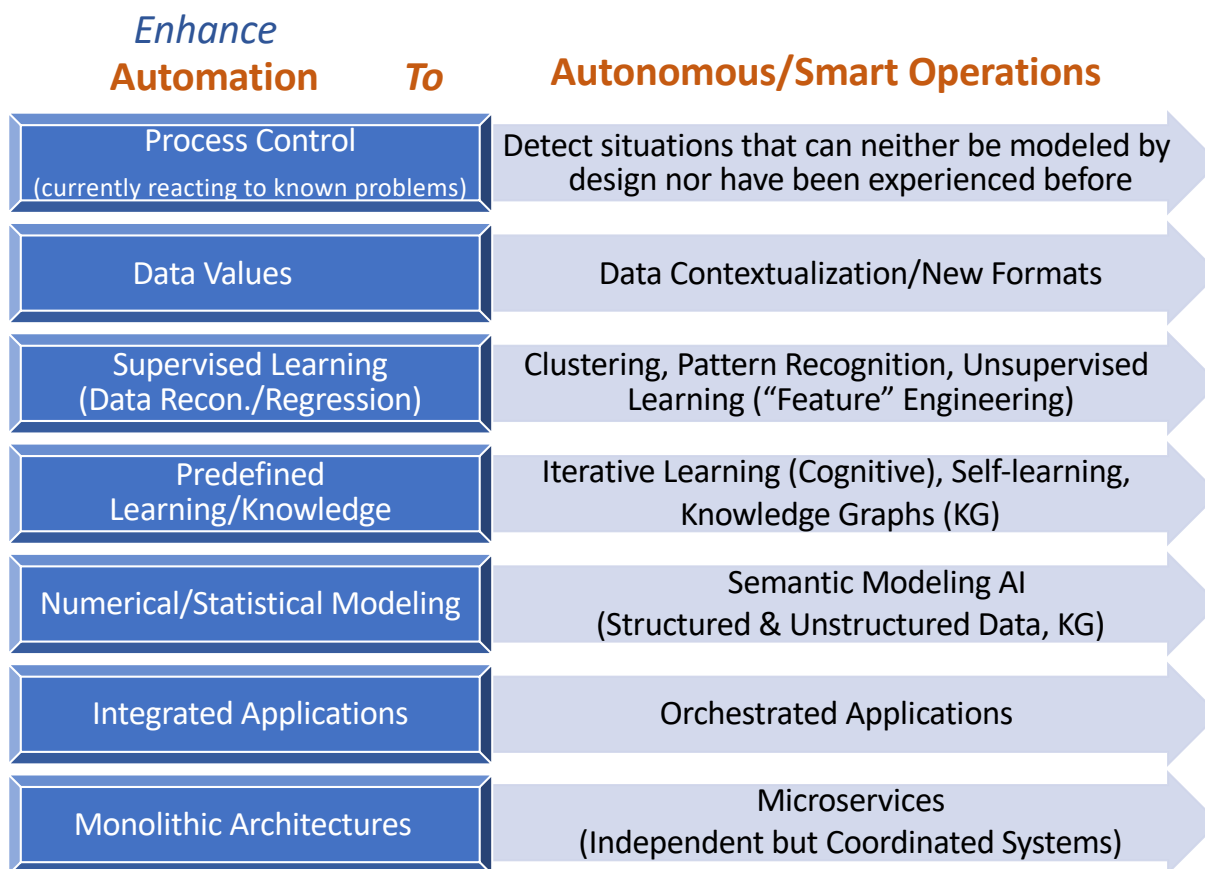 Enhance
Automation To Autonomous/Smart Operations
Process Control
(currently reacting to known problems)
Detect situations that can neither be modeled by
design nor have been experienced before
Data Values
Data Contextualization/New Formats
Supervised Learning
(Data Recon./Regression)
Clustering, Pattern Recognition, Unsupervised
Learning (“Feature” Engineering)
Predefined
Learning/Knowledge
Iterative Learning (Cognitive), Self-learning,
Knowledge Graphs (KG)
Numerical/Statistical Modeling
Semantic Modeling AI
(Structured & Unstructured Data, KG)
Integrated Applications
Orchestrated Applications
Monolithic Architectures
Microservices
(Independent but Coordinated Systems)